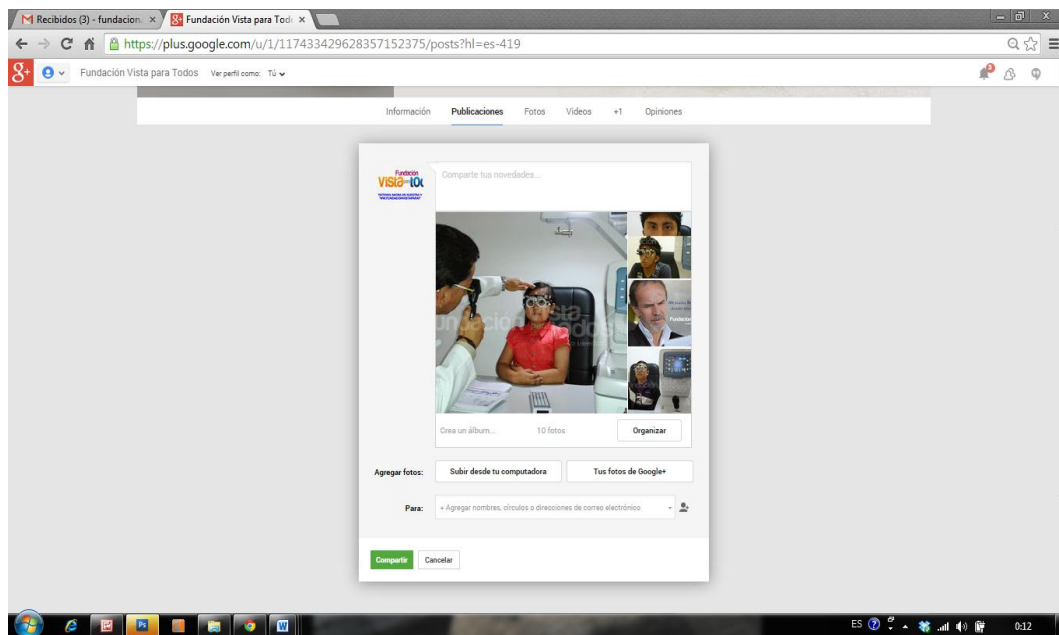 Recibidos (3) - fundacion.
Fundación Vista para Tod
https://plus.google.com/u/1/117433429628357152375/posts?hl=es-419
Fundación Vista para Todos Ver perfil como: Tú
3
Información Publicaciones Fotos Videos +1 Opiniones
Fundación
Comparte tus novedades...
Crea un álbum... 10 fotos Organizar
Agregar fotos: Subir desde tu computadora Tus fotos de Google+
Para: + Agregar nombres, círculos o direcciones de correo electrónico
Compartir Cancelar
ES 0:12